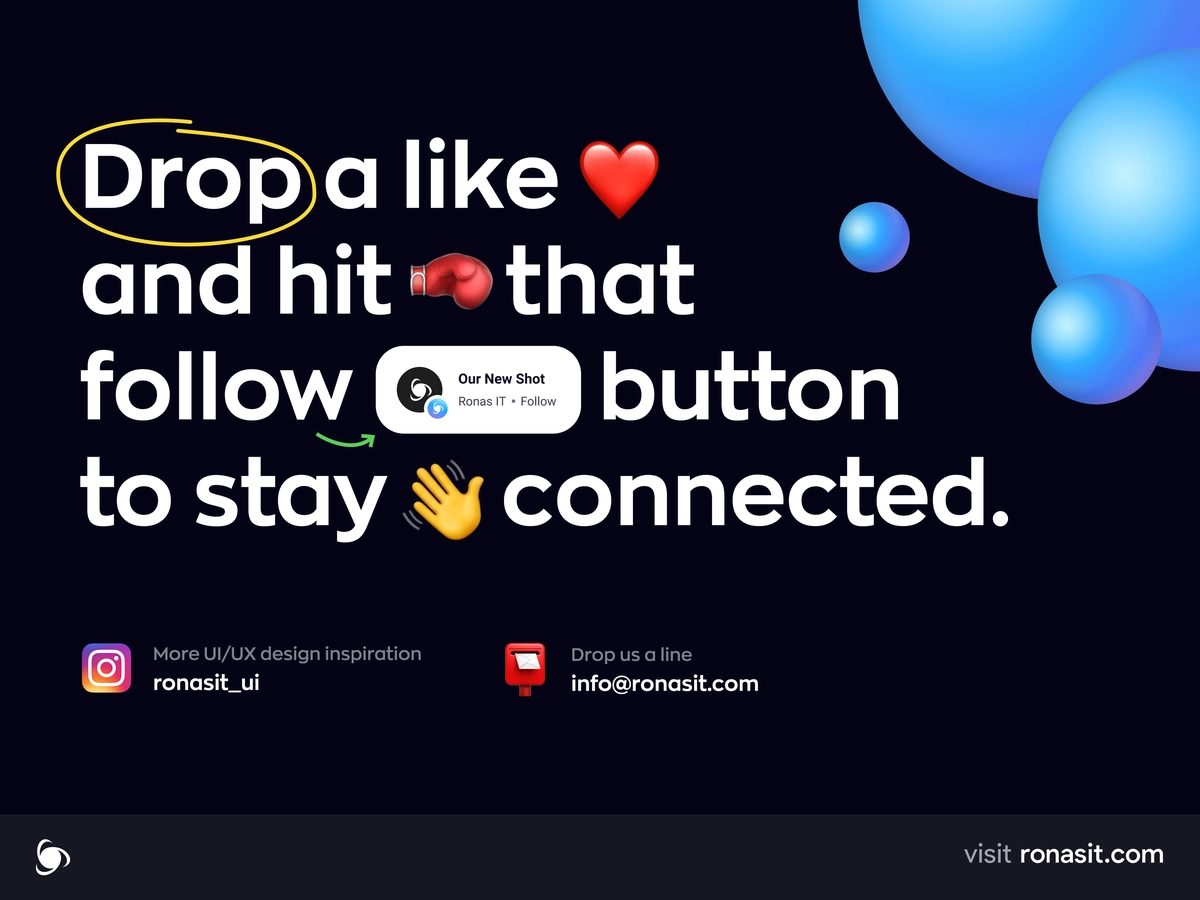 Drop a like ❤️
and hit 🥊 that
follow Our New Shot button
Ronas IT • Follow
to stay 👋 connected.
More UI/UX design inspiration
ronasit_ui
Drop us a line
info@ronasit.com
visit ronasit.com